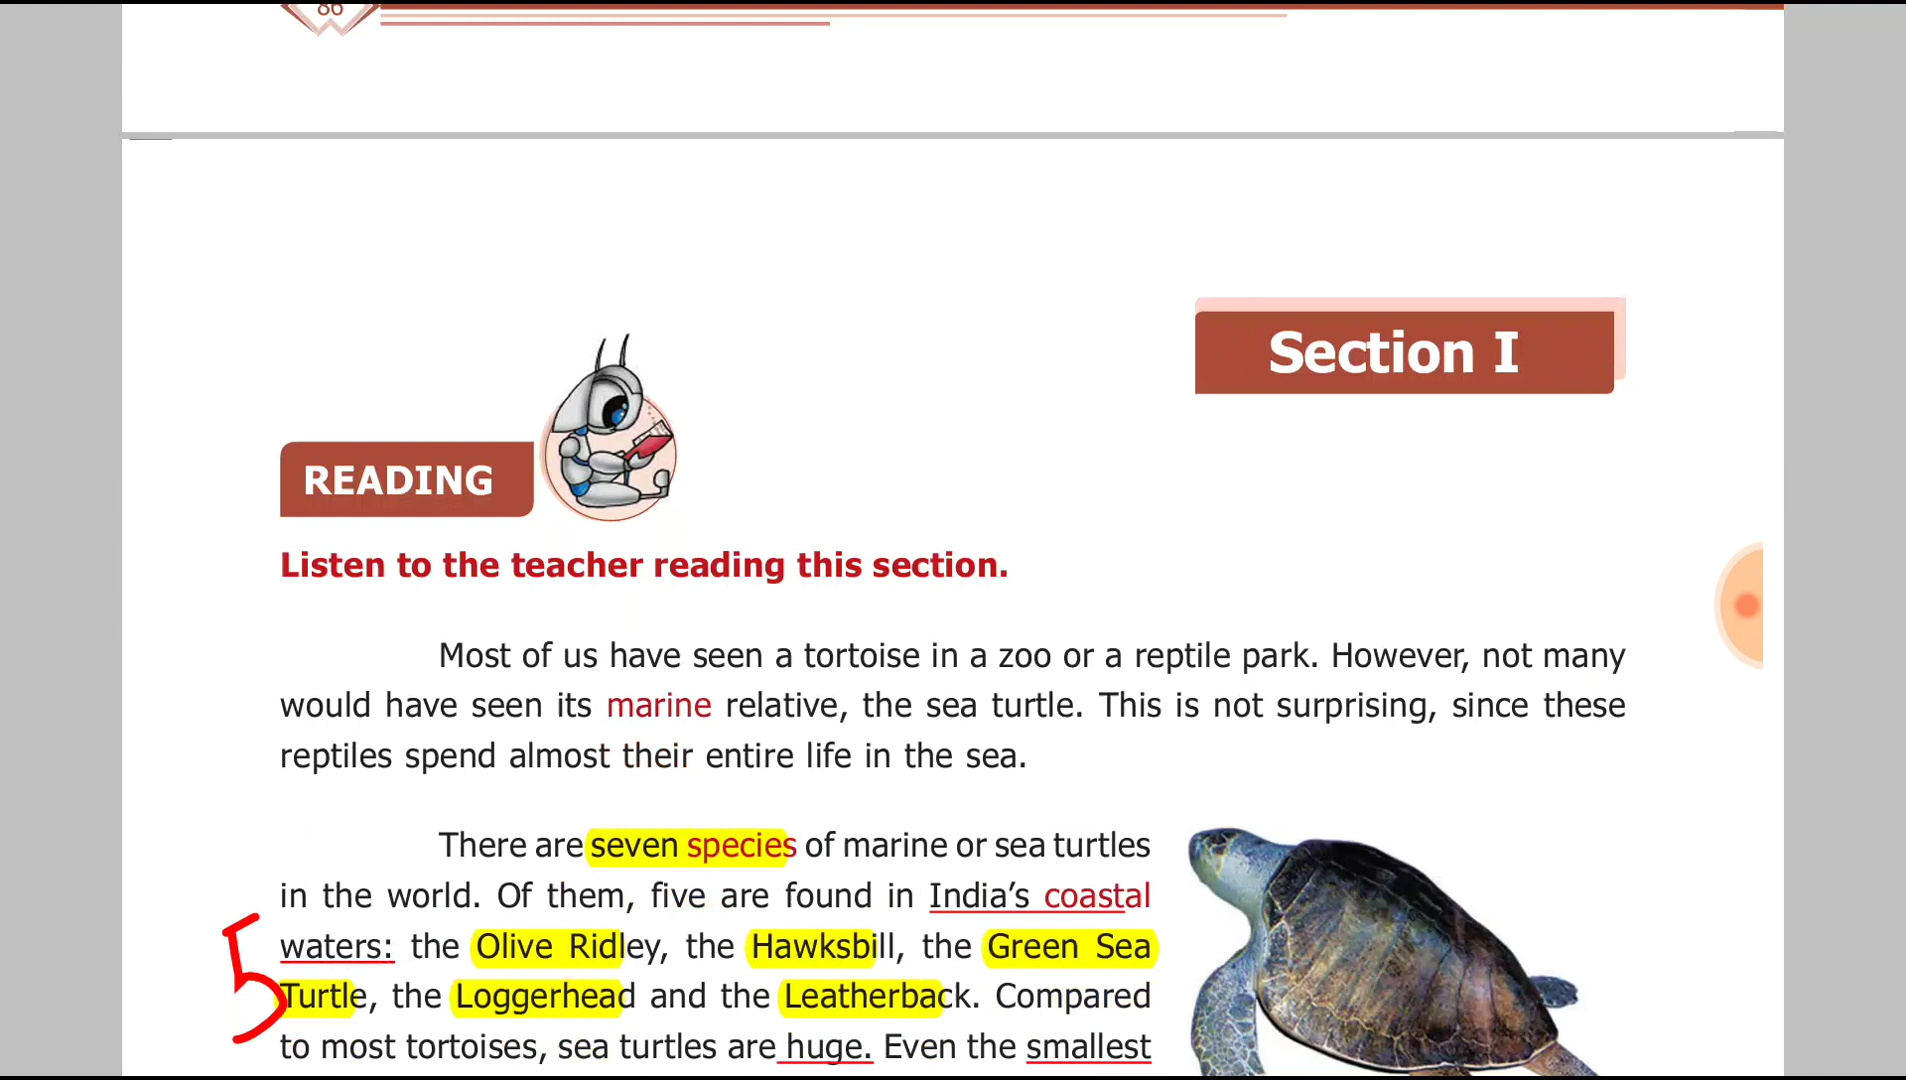 86
Section I
READING
Listen to the teacher reading this section.
Most of us have seen a tortoise in a zoo or a reptile park. However, not many
would have seen its marine relative, the sea turtle. This is not surprising, since these
reptiles spend almost their entire life in the sea.
There are seven species of marine or sea turtles
in the world. Of them, five are found in India’s coastal
waters: the Olive Ridley, the Hawksbill, the Green Sea
5
Turtle, the Loggerhead and the Leatherback. Compared
to most tortoises, sea turtles are huge. Even the smallest